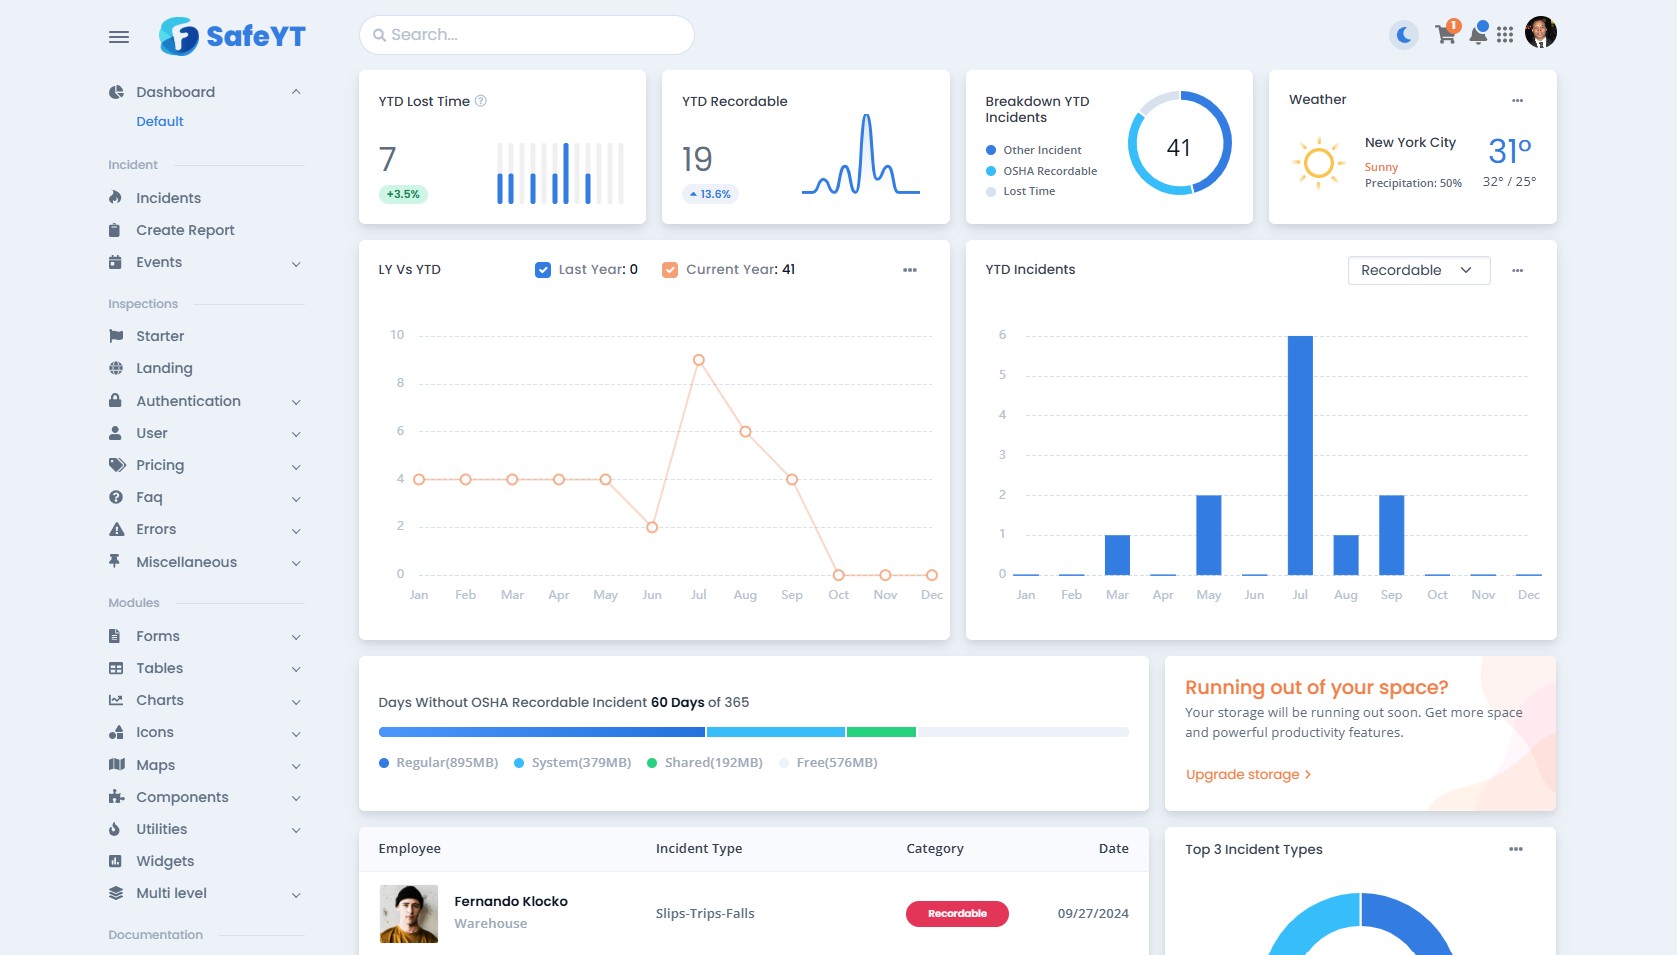 SafeYT
Search...
1
Dashboard
Default
Incident
Incidents
Create Report
Events
Inspections
Starter
Landing
Authentication
User
Pricing
Faq
Errors
Miscellaneous
Modules
Forms
Tables
Charts
Icons
Maps
Components
Utilities
Widgets
Multi level
Documentation
YTD Lost Time
7
+3.5%
YTD Recordable
19
13.6%
Breakdown YTD
Incidents
Other Incident
OSHA Recordable
Lost Time
41
Weather
New York City
Sunny
Precipitation: 50%
31°
32° / 25°
LY Vs YTD
Last Year: 0
Current Year: 41
10
8
6
4
2
0
Jan Feb Mar Apr May Jun Jul Aug Sep Oct Nov Dec
YTD Incidents
Recordable
6
5
4
3
2
1
0
Jan Feb Mar Apr May Jun Jul Aug Sep Oct Nov Dec
Days Without OSHA Recordable Incident 60 Days of 365
Regular(895MB) System(379MB) Shared(192MB) Free(576MB)
Running out of your space?
Your storage will be running out soon. Get more space
and powerful productivity features.
Upgrade storage
Employee Incident Type Category Date
Fernando Klocko
Warehouse
Slips-Trips-Falls
Recordable
09/27/2024
Top 3 Incident Types